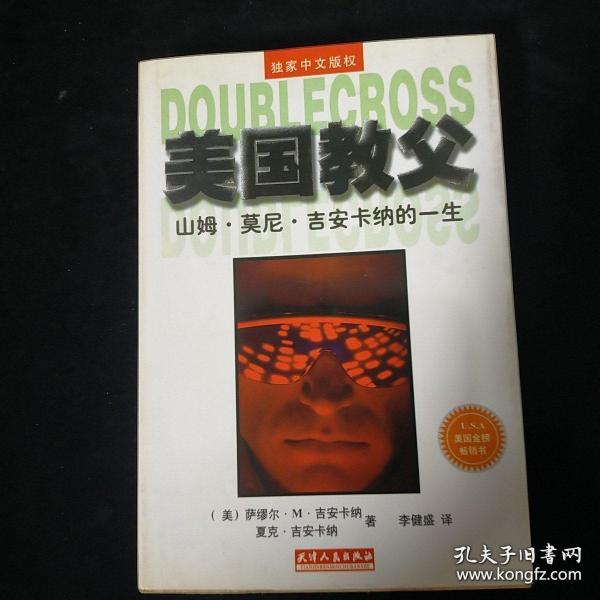 独家中文版权
DOUBLECROSS
美国教父
山姆·莫尼·吉安卡纳的一生
DOUBLECROSS
U.S.A
美国金榜
畅销书
(美)萨缪尔·M·吉安卡纳
夏克·吉安卡纳
著 李健盛 译
天津人民出版社
TIANJINRENMINCHUBANSHE
孔夫子旧书网
www.kongfz.com